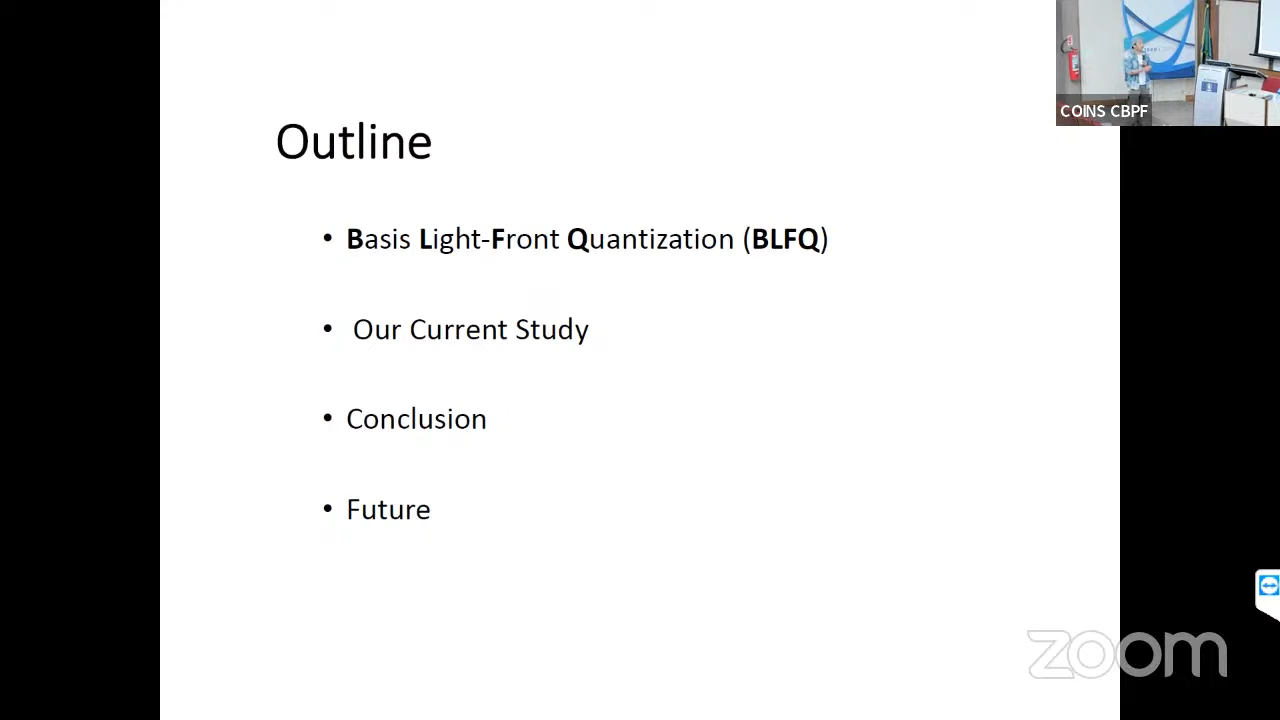 COINS CBPF
Outline
• Basis Light-Front Quantization (BLFQ)
• Our Current Study
• Conclusion
• Future
zoom